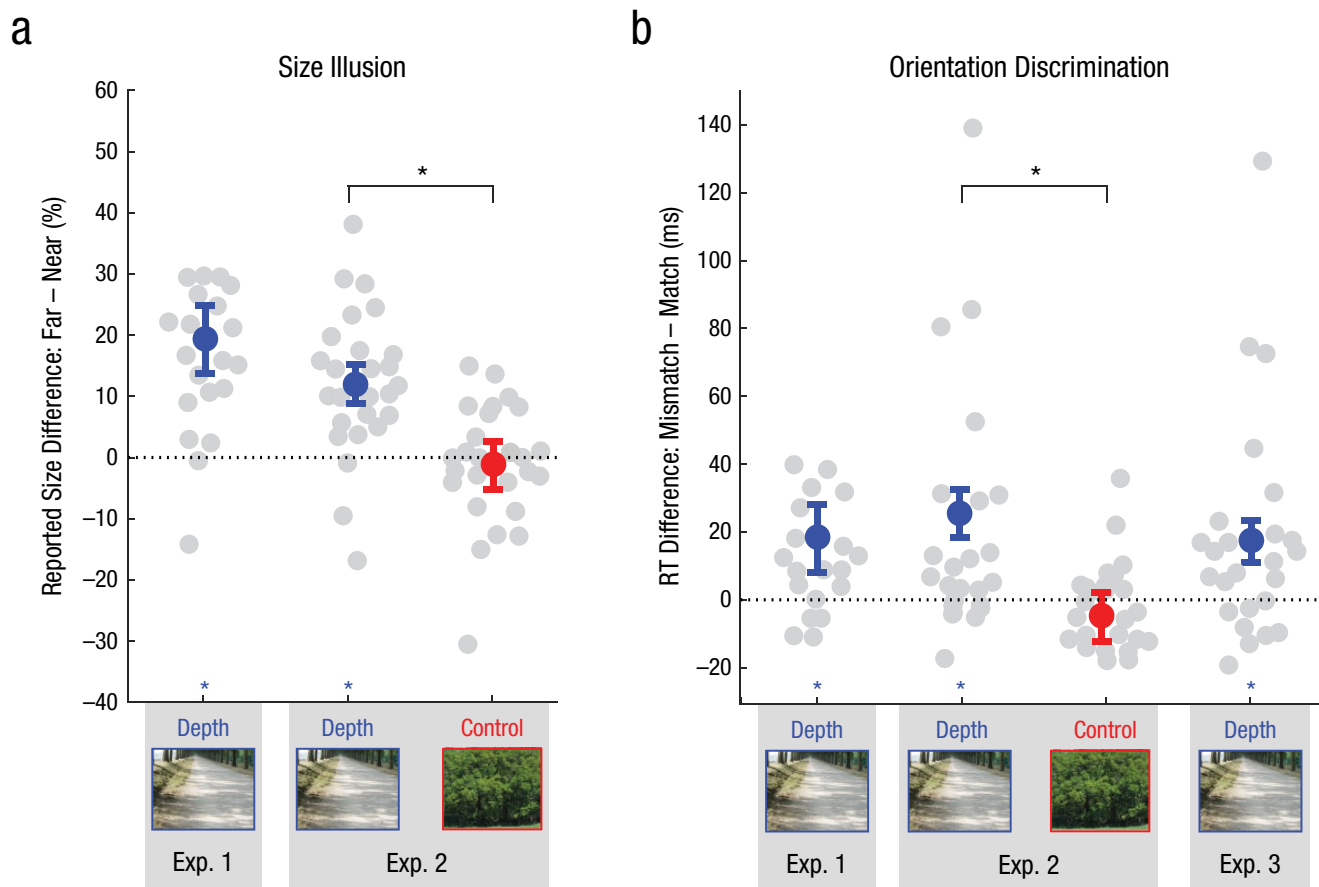 a
Size Illusion
Reported Size Difference: Far – Near (%)
60
50
40
30
20
10
0
–10
–20
–30
–40
*
* *
Depth Depth Control
Exp. 1 Exp. 2
b
Orientation Discrimination
RT Difference: Mismatch – Match (ms)
140
120
100
80
60
40
20
0
–20
*
* * *
Depth Depth Control Depth
Exp. 1 Exp. 2 Exp. 3